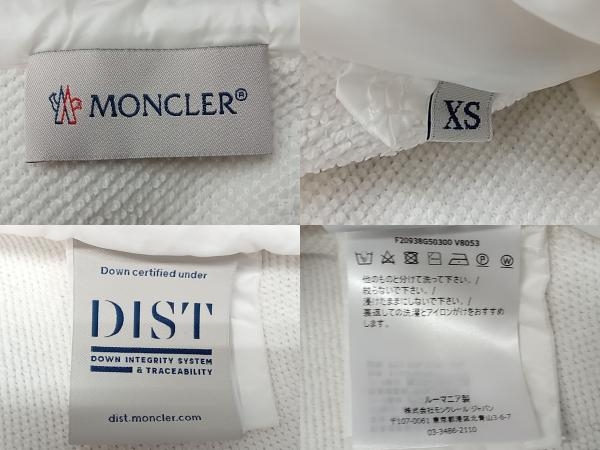 MONCLER®
XS
Down certified under
DIST
DOWN INTEGRITY SYSTEM
& TRACEABILITY
dist.moncler.com
F20938G50300 V8053
他のものと分けて洗って下さい。/
絞らないで下さい。/
浸けたままにしないで下さい。/
裏返しての洗濯とアイロンがけをおすすめ
します。
ルーマニア製
株式会社モンクレール ジャパン
〒107-0061 東京都港区北青山3-6-7
03-3486-2110